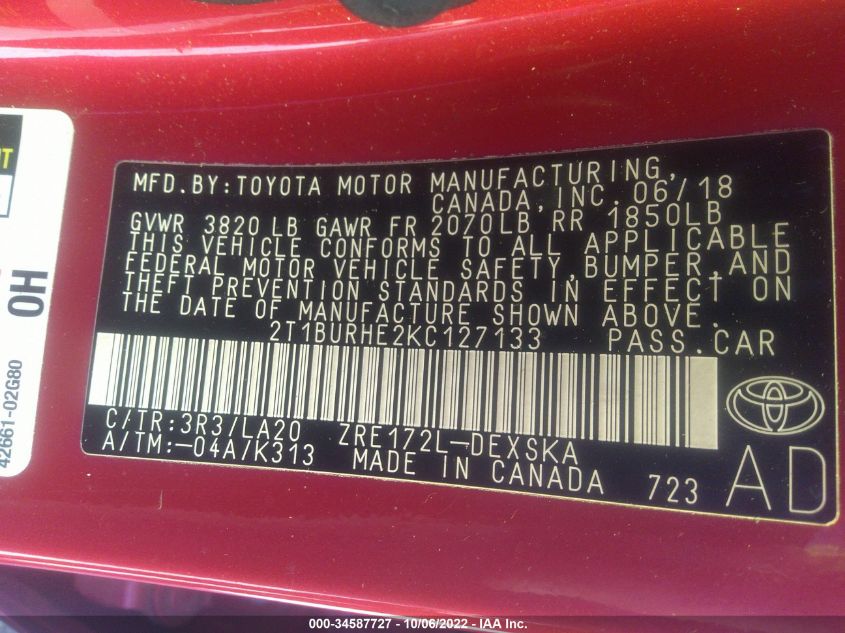 MFD.BY:TOYOTA MOTOR MANUFACTURING,
CANADA,INC. 06/18
GVWR 3820 LB GAWR FR 2070LB RR 1850LB
THIS VEHICLE CONFORMS TO ALL APPLICABLE
FEDERAL MOTOR VEHICLE SAFETY,BUMPER,AND
THEFT PREVENTION STANDARDS IN EFFECT ON
THE DATE OF MANUFACTURE SHOWN ABOVE.
2T1BURHE2KC127133 PASS.CAR
C/TR:3R3/LA20 ZRE172L-DEXSKA
A/TM:-04A/K313 MADE IN CANADA 723
AD
OH
42661-02G80
000-34587727 - 10/06/2022 - IAA Inc.